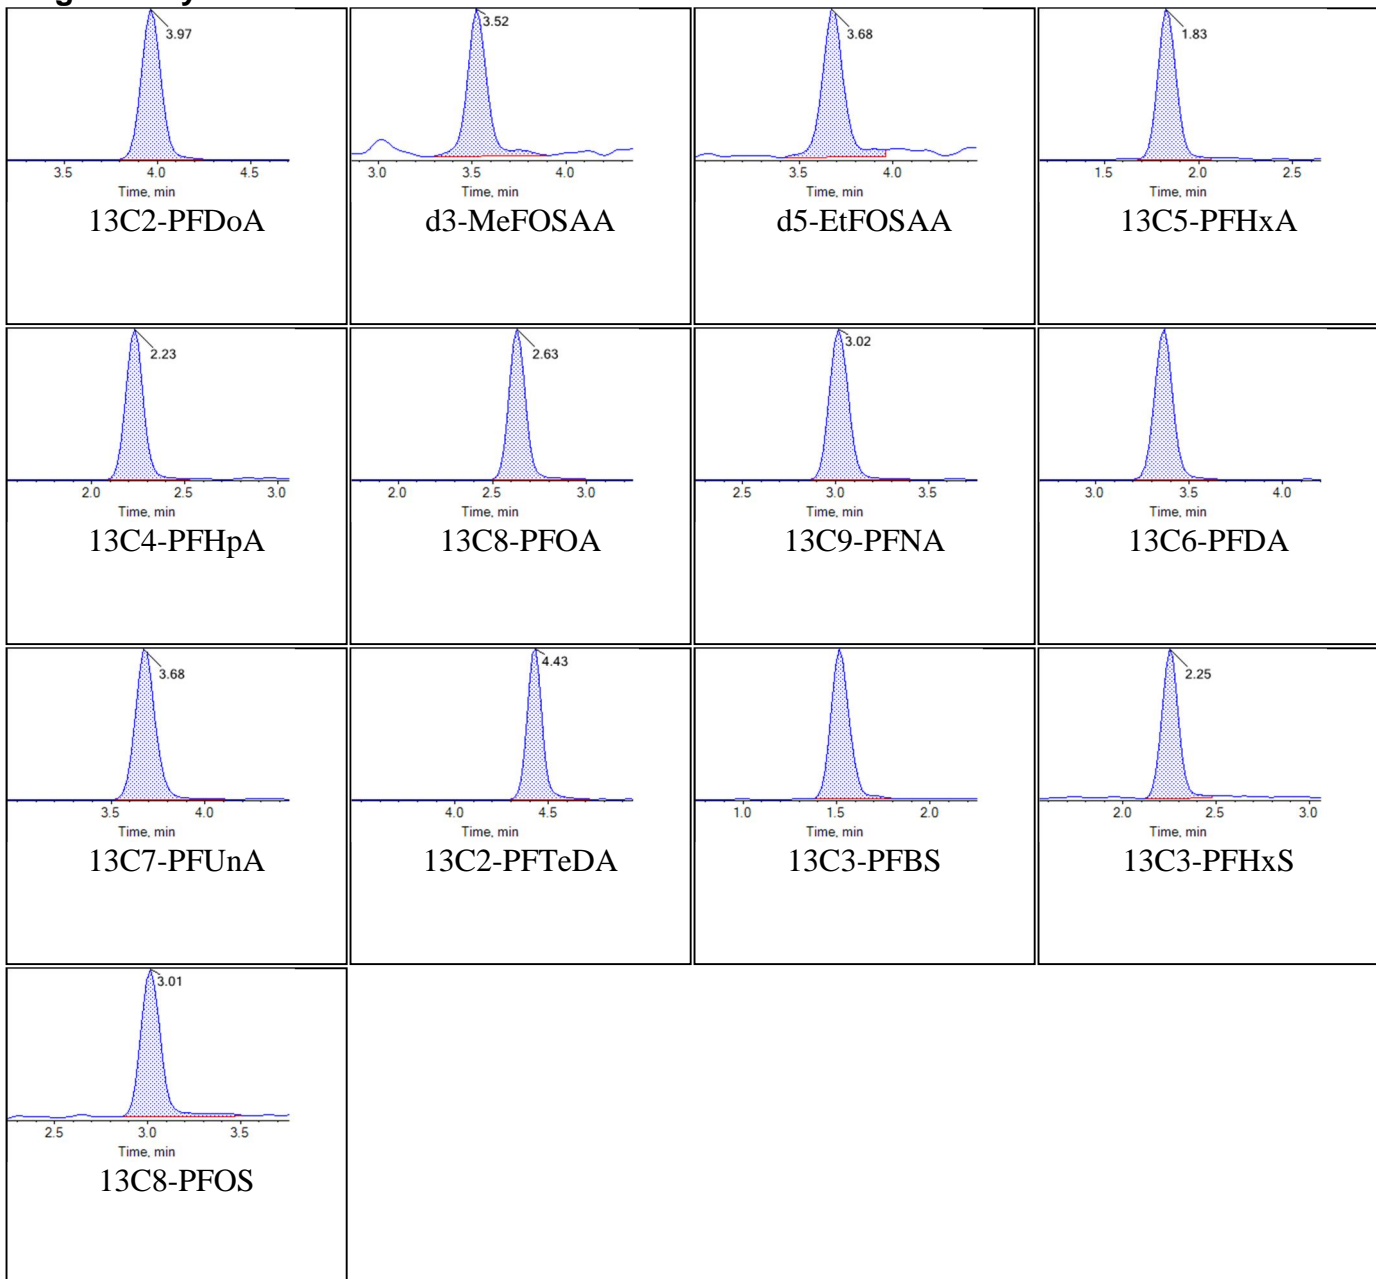 3.97
3.5 4.0 4.5
Time, min
13C2-PFDoA
3.52
3.0 3.5 4.0
Time, min
d3-MeFOSAA
3.68
3.5 4.0
Time, min
d5-EtFOSAA
1.83
1.5 2.0 2.5
Time, min
13C5-PFHxA
2.23
2.0 2.5 3.0
Time, min
13C4-PFHpA
2.63
2.0 2.5 3.0
Time, min
13C8-PFOA
3.02
2.5 3.0 3.5
Time, min
13C9-PFNA
3.0 3.5 4.0
Time, min
13C6-PFDA
3.68
3.5 4.0
Time, min
13C7-PFUnA
4.43
4.0 4.5
Time, min
13C2-PFTeDA
1.0 1.5 2.0
Time, min
13C3-PFBS
2.25
2.0 2.5 3.0
Time, min
13C3-PFHxS
3.01
2.5 3.0 3.5
Time, min
13C8-PFOS